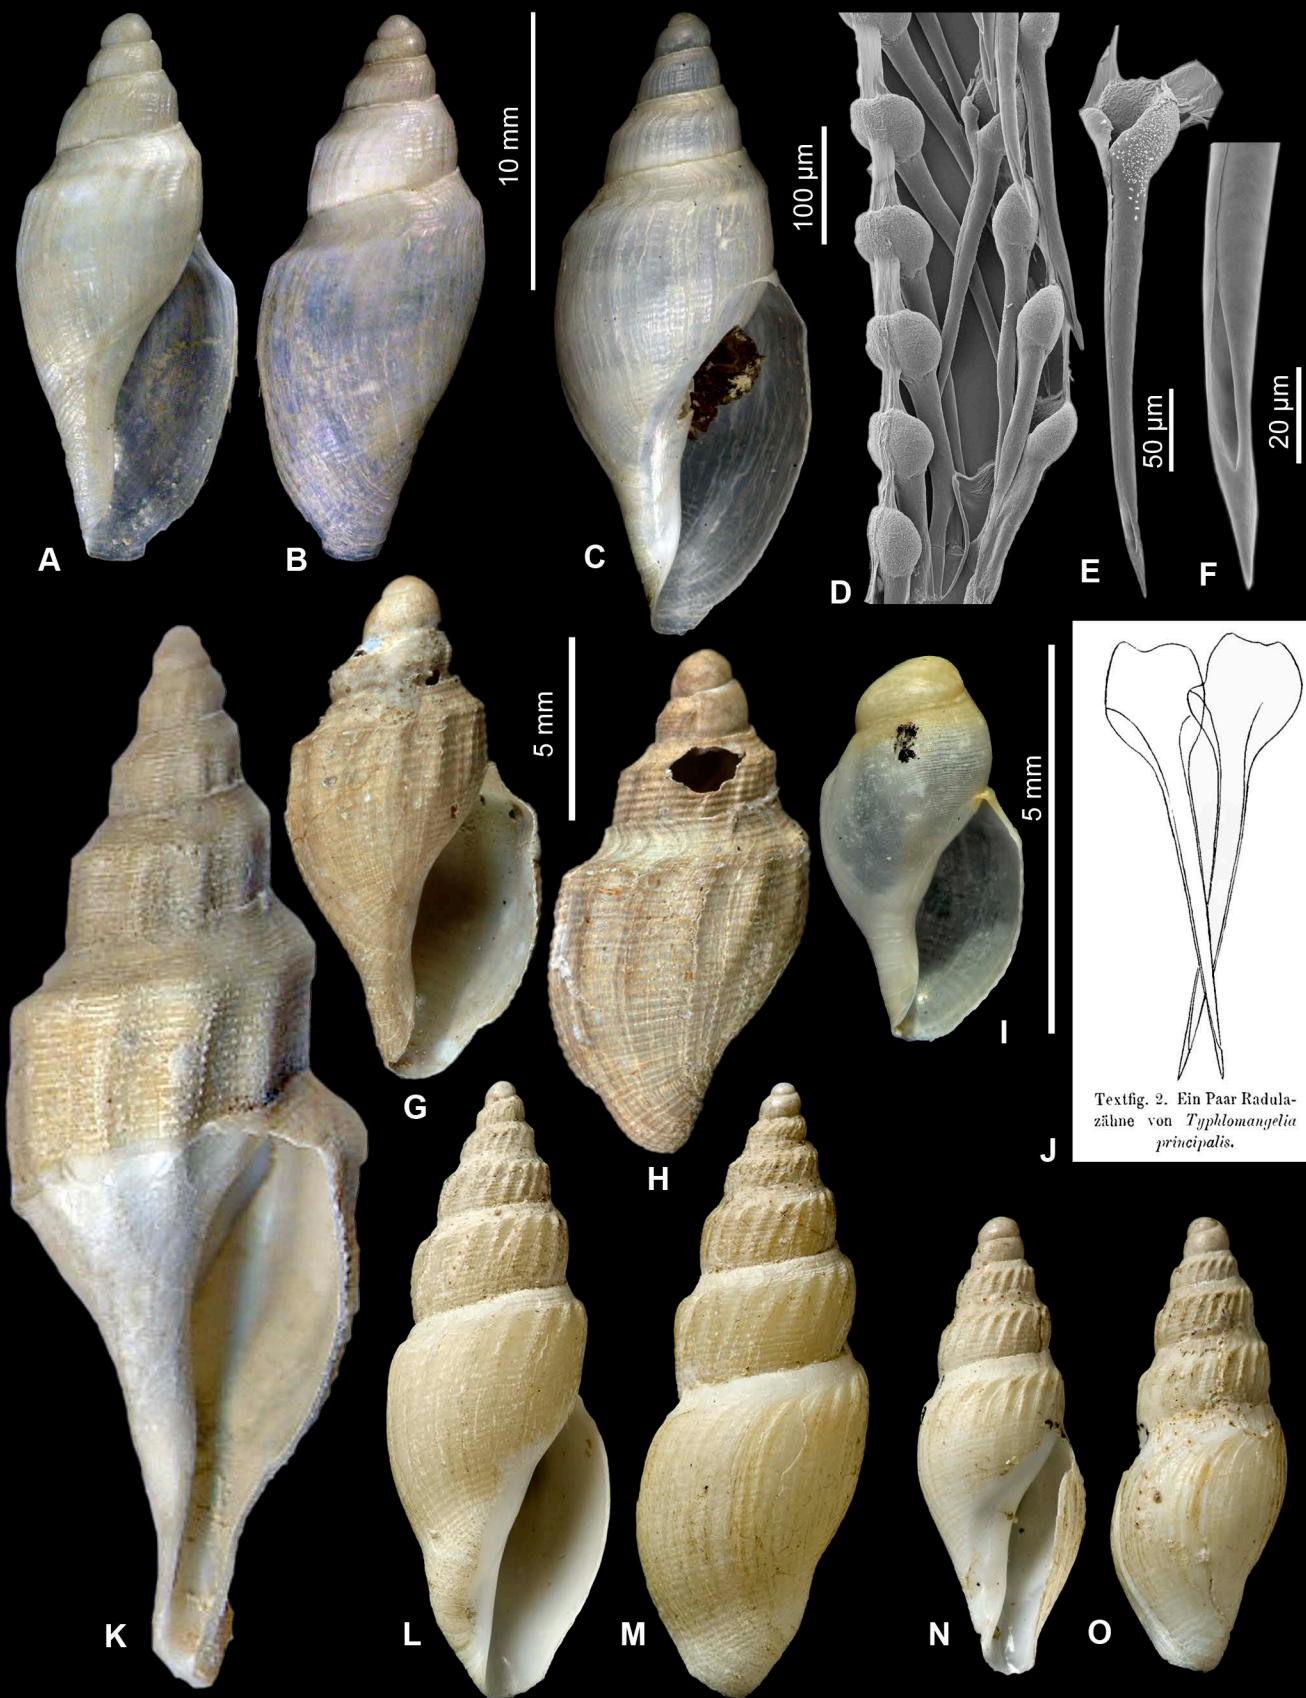 10 mm
100 µm
50 µm
20 µm
A
B
C
D
E
F
5 mm
5 mm
G
H
I
J
Textfig. 2. Ein Paar Radula-
zähne von Typhlomangelia
principalis.
K
L
M
N
O